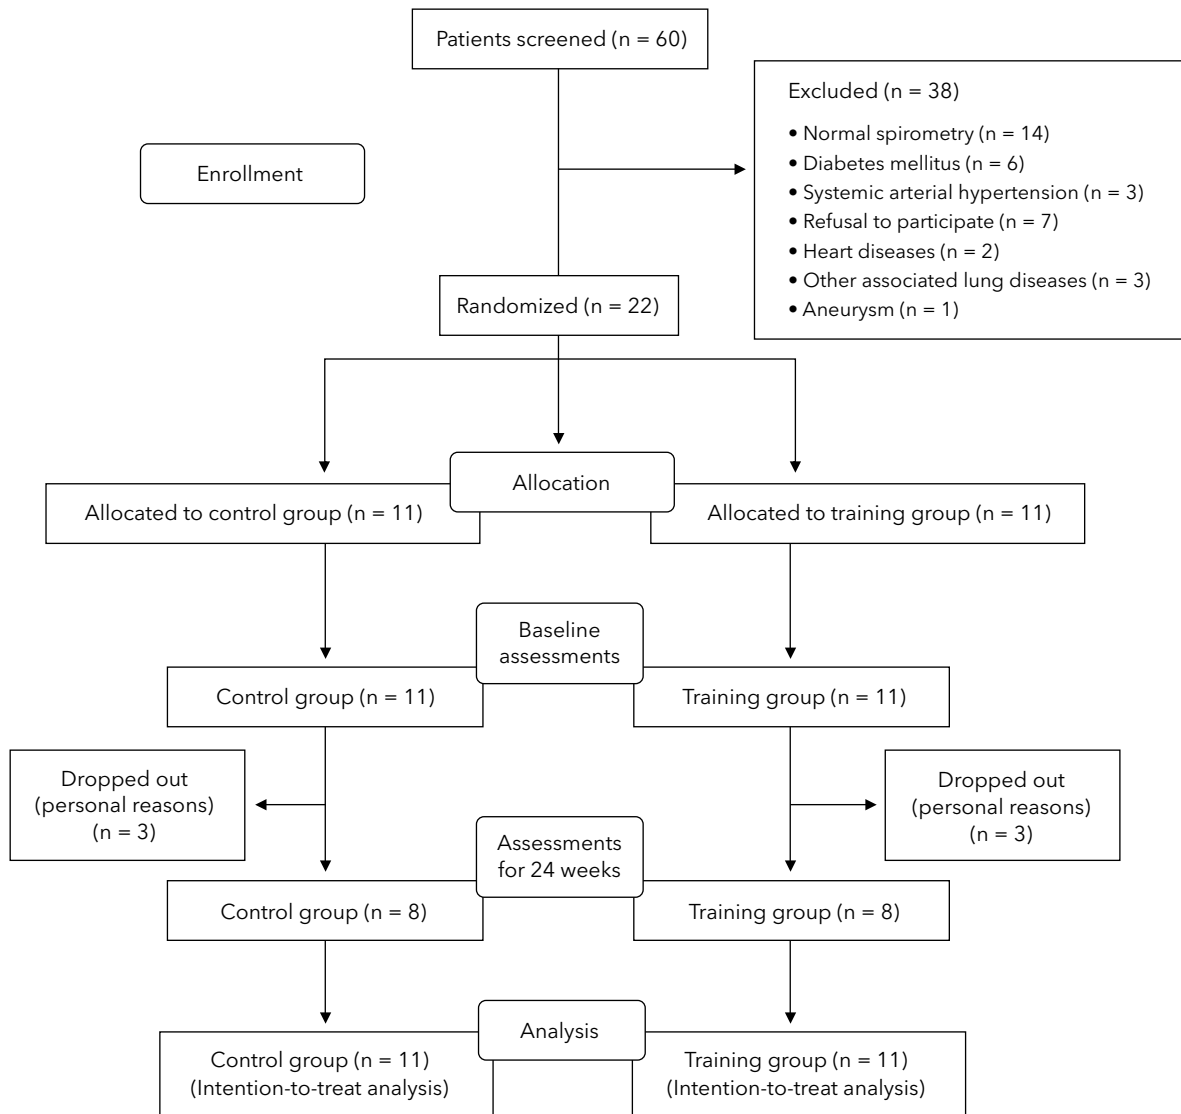 Patients screened (n = 60)
Excluded (n = 38)
• Normal spirometry (n = 14)
• Diabetes mellitus (n = 6)
• Systemic arterial hypertension (n = 3)
• Refusal to participate (n = 7)
• Heart diseases (n = 2)
• Other associated lung diseases (n = 3)
• Aneurysm (n = 1)
Enrollment
Randomized (n = 22)
Allocation
Allocated to control group (n = 11)
Allocated to training group (n = 11)
Baseline
assessments
Control group (n = 11)
Training group (n = 11)
Dropped out
(personal reasons)
(n = 3)
Dropped out
(personal reasons)
(n = 3)
Assessments
for 24 weeks
Control group (n = 8)
Training group (n = 8)
Analysis
Control group (n = 11)
(Intention-to-treat analysis)
Training group (n = 11)
(Intention-to-treat analysis)